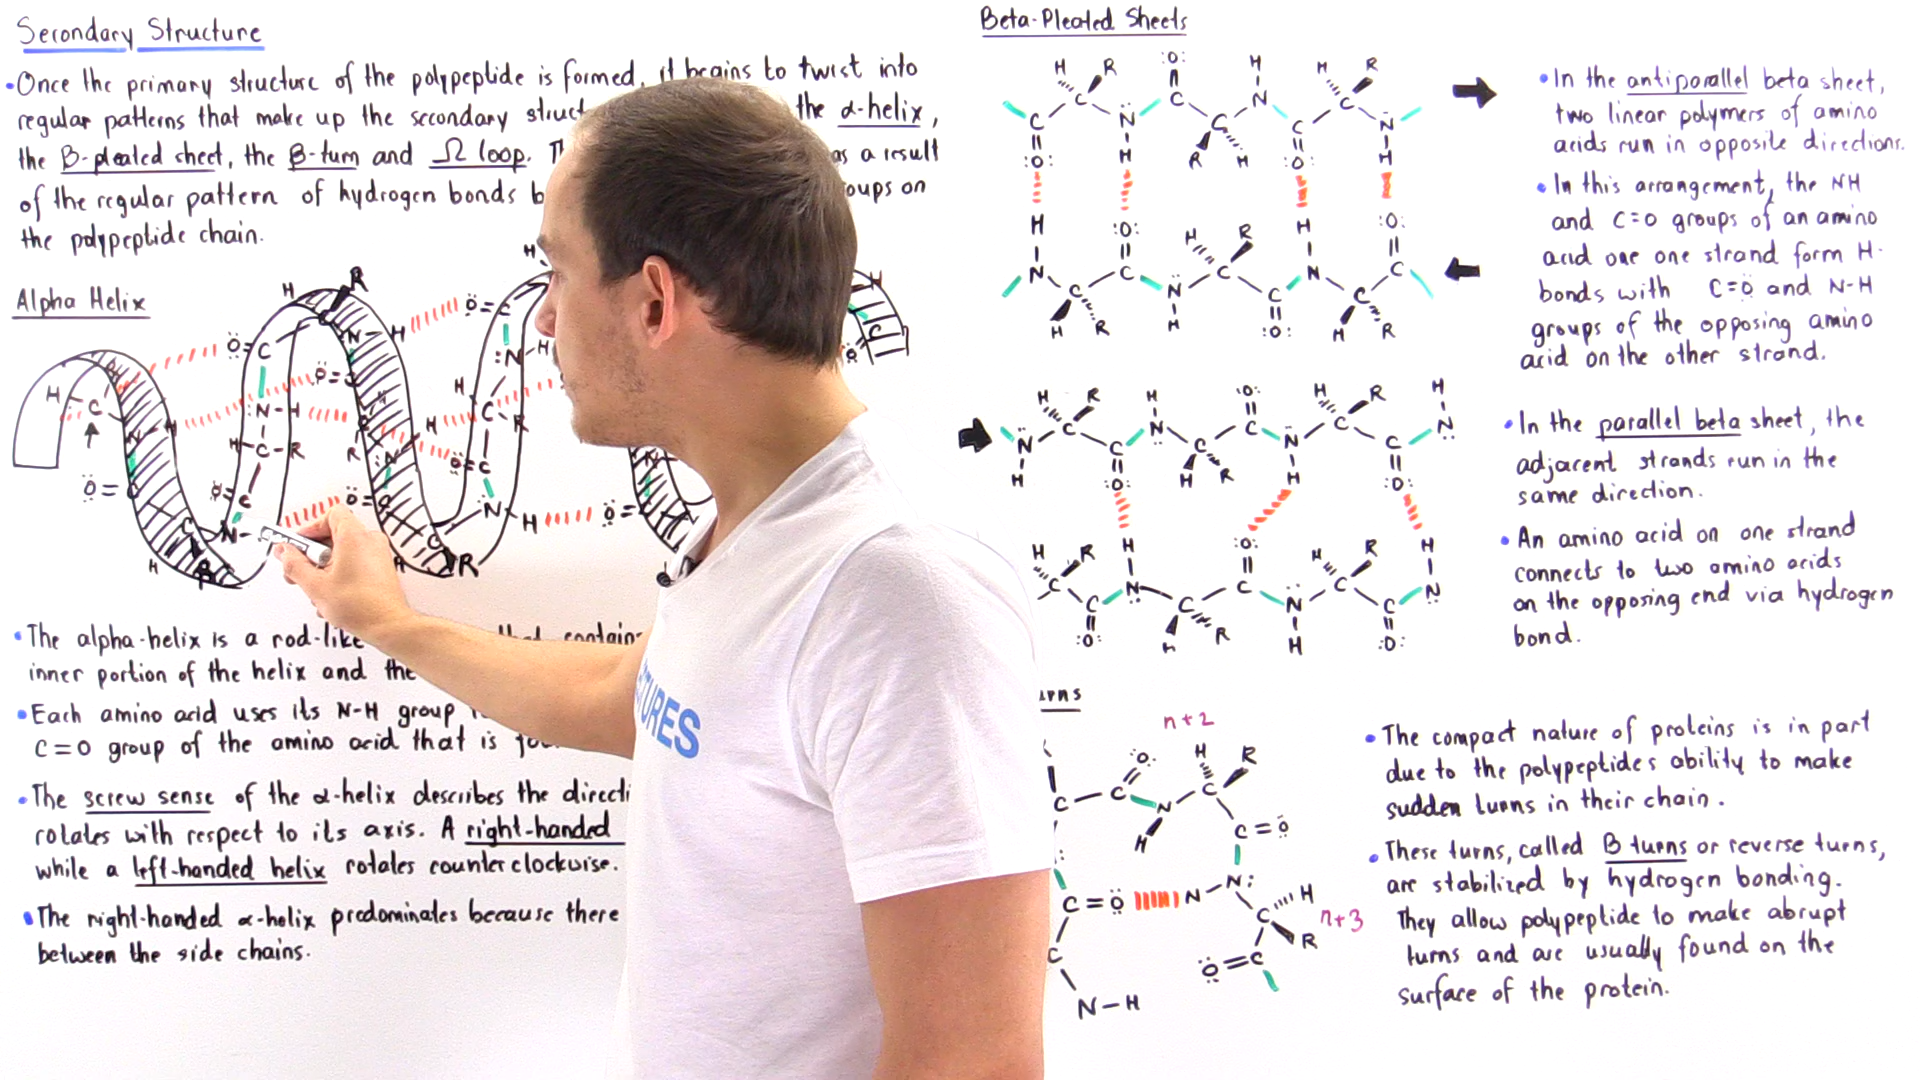 Secondary Structure
•Once the primary structure of the polypeptide is formed, it begins to twist into
regular patterns that make up the secondary struct the α-helix,
the β-pleated sheet, the β-turn and Ω loop. as a result
of the regular pattern of hydrogen bonds oups on
the polypeptide chain.
Alpha Helix
•The alpha-helix is a rod-like that contains
inner portion of the helix and the
•Each amino acid uses its N-H group
C=O group of the amino acid that is
•The screw sense of the α-helix describes the directi
rotates with respect to its axis. A right-handed
while a left-handed helix rotates counterclockwise.
•The right-handed α-helix predominates because there
between the side chains.
Beta-Pleated Sheets
•In the antiparallel beta sheet,
two linear polymers of amino
acids run in opposite directions.
•In this arrangement, the NH
and C=O groups of an amino
acid one one strand form H-
bonds with C=O and N-H
groups of the opposing amino
acid on the other strand.
•In the parallel beta sheet, the
adjacent strands run in the
same direction.
•An amino acid on one strand
connects to two amino acids
on the opposing end via hydrogen
bond.
urns
n+2
n+3
•The compact nature of proteins is in part
due to the polypeptides ability to make
sudden turns in their chain.
•These turns, called B turns or reverse turns,
are stabilized by hydrogen bonding.
They allow polypeptide to make abrupt
turns and are usually found on the
surface of the protein.
TURES